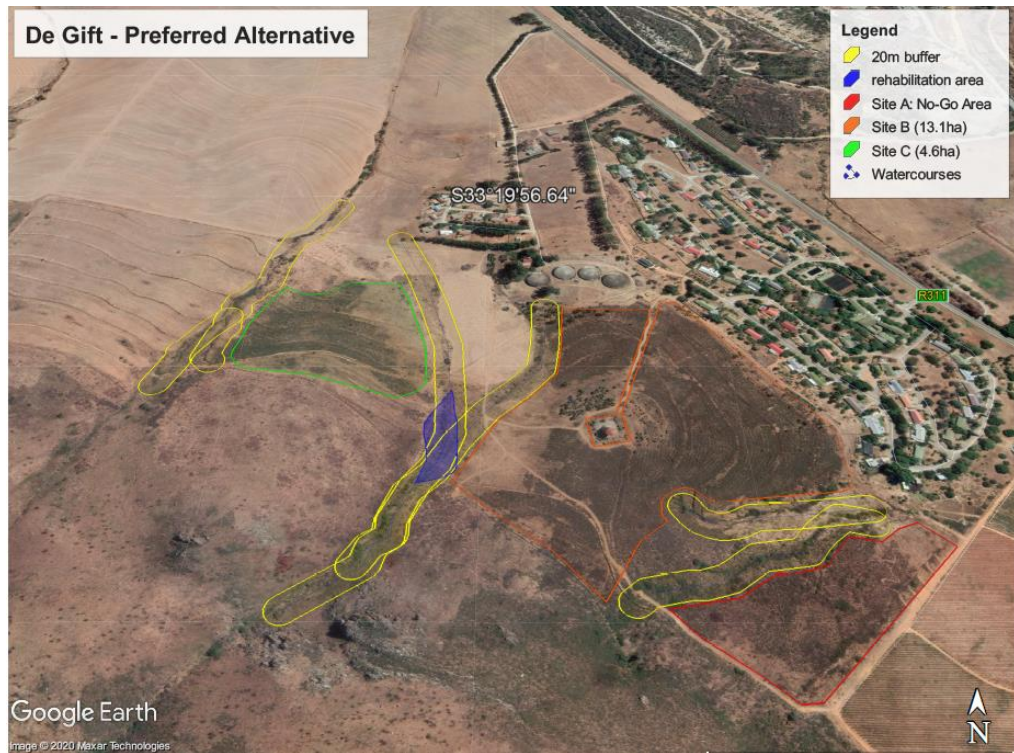 De Gift - Preferred Alternative
Legend
20m buffer
rehabilitation area
Site A: No-Go Area
Site B (13.1ha)
Site C (4.6ha)
Watercourses
S33°19'56.64"
R311
Google Earth
Image © 2020 Maxar Technologies
N